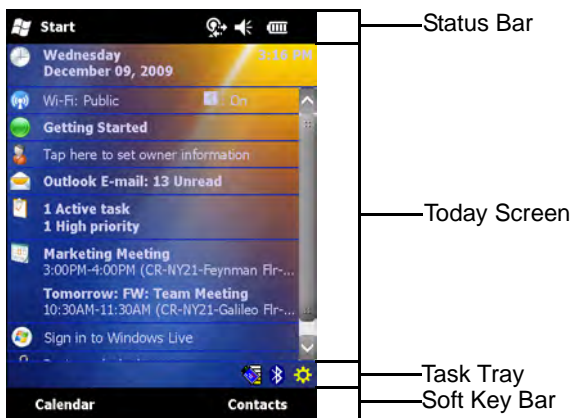 Start
Status Bar
Wednesday 3:16 PM
December 09, 2009
Wi-Fi: Public : On
Getting Started
Tap here to set owner information
Outlook E-mail: 13 Unread
1 Active task
1 High priority
Today Screen
Marketing Meeting
3:00PM-4:00PM (CR-NY21-Feynman Flr-...
Tomorrow: FW: Team Meeting
10:30AM-11:30AM (CR-NY21-Galileo Flr-...
Sign in to Windows Live
Task Tray
Calendar Contacts
Soft Key Bar